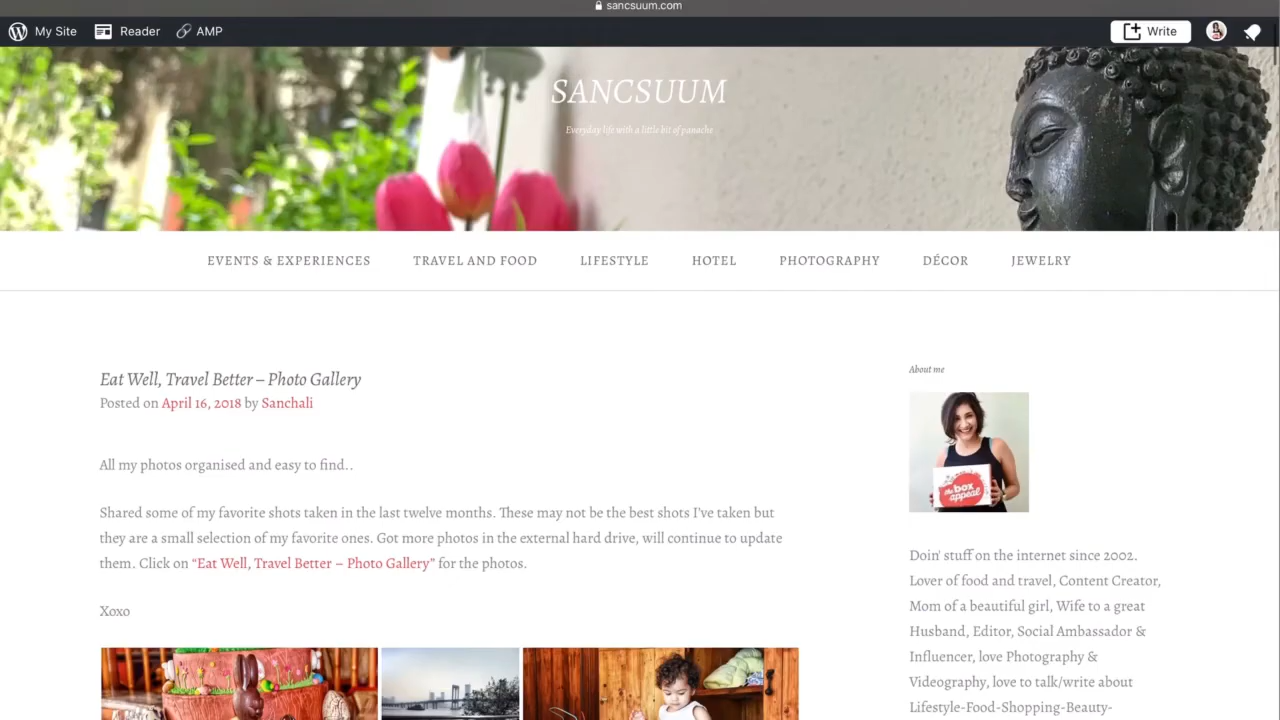 sancsuum.com
My Site
Reader
AMP
Write
SANCSUUM
Everyday life with a little bit of panache
EVENTS & EXPERIENCES
TRAVEL AND FOOD
LIFESTYLE
HOTEL
PHOTOGRAPHY
DÉCOR
JEWELRY
Eat Well, Travel Better – Photo Gallery
Posted on April 16, 2018 by Sanchali
All my photos organised and easy to find..
Shared some of my favorite shots taken in the last twelve months. These may not be the best shots I've taken but
they are a small selection of my favorite ones. Got more photos in the external hard drive, will continue to update
them. Click on “Eat Well, Travel Better – Photo Gallery” for the photos.
Xoxo
About me
the box
appeal
Doin' stuff on the internet since 2002.
Lover of food and travel, Content Creator,
Mom of a beautiful girl, Wife to a great
Husband, Editor, Social Ambassador &
Influencer, love Photography &
Videography, love to talk/write about
Lifestyle-Food-Shopping-Beauty-